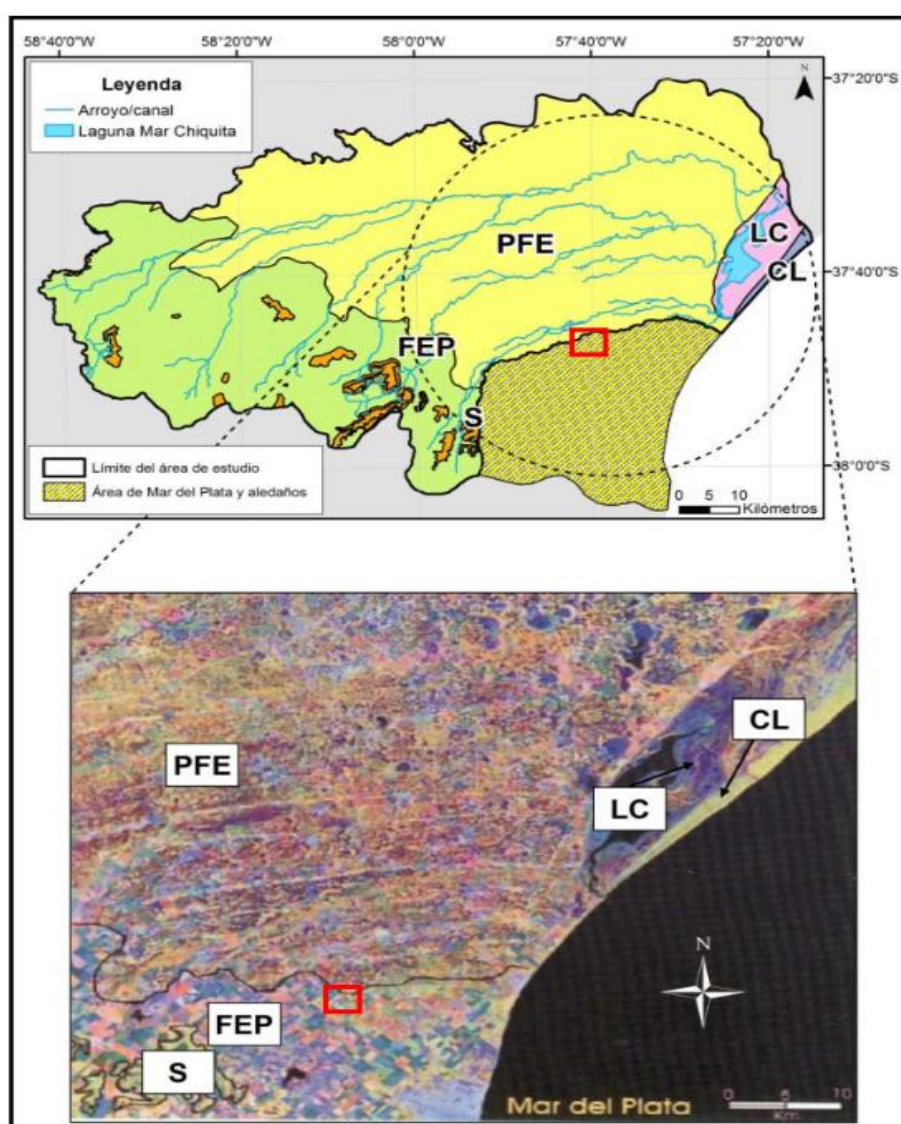 58°40'0"W 58°20'0"W 58°0'0"W 57°40'0"W 57°20'0"W
Leyenda
Arroyo/canal
Laguna Mar Chiquita
N
37°20'0"S
LC
PFE
CL
37°40'0"S
FEP
S
Límite del área de estudio
Área de Mar del Plata y aledaños
38°0'0"S
0 5 10
Kilómetros
CL
PFE
LC
N
FEP
S
Mar del Plata
0 5 10
Km